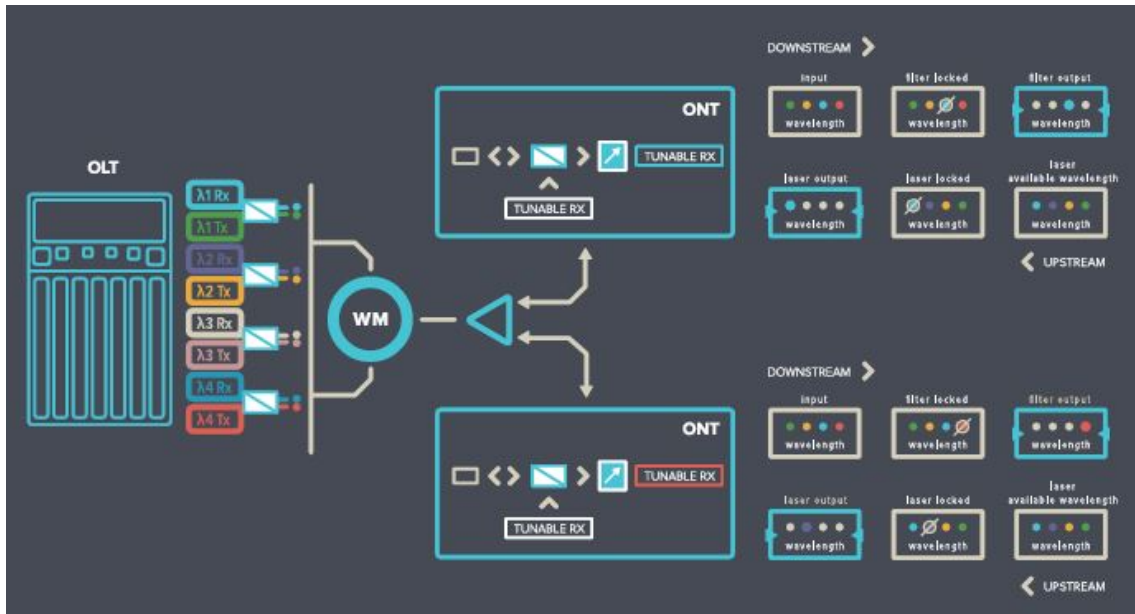 OLT
λ1 Rx
λ1 Tx
λ2 Rx
λ2 Tx
λ3 Rx
λ3 Tx
λ4 Rx
λ4 Tx
WM
ONT
TUNABLE RX
TUNABLE RX
DOWNSTREAM
input
wavelength
filter locked
wavelength
filter output
wavelength
laser output
wavelength
laser locked
wavelength
laser
available wavelength
wavelength
UPSTREAM
ONT
TUNABLE RX
TUNABLE RX
DOWNSTREAM
input
wavelength
filter locked
wavelength
filter output
wavelength
laser output
wavelength
laser locked
wavelength
laser
available wavelength
wavelength
UPSTREAM